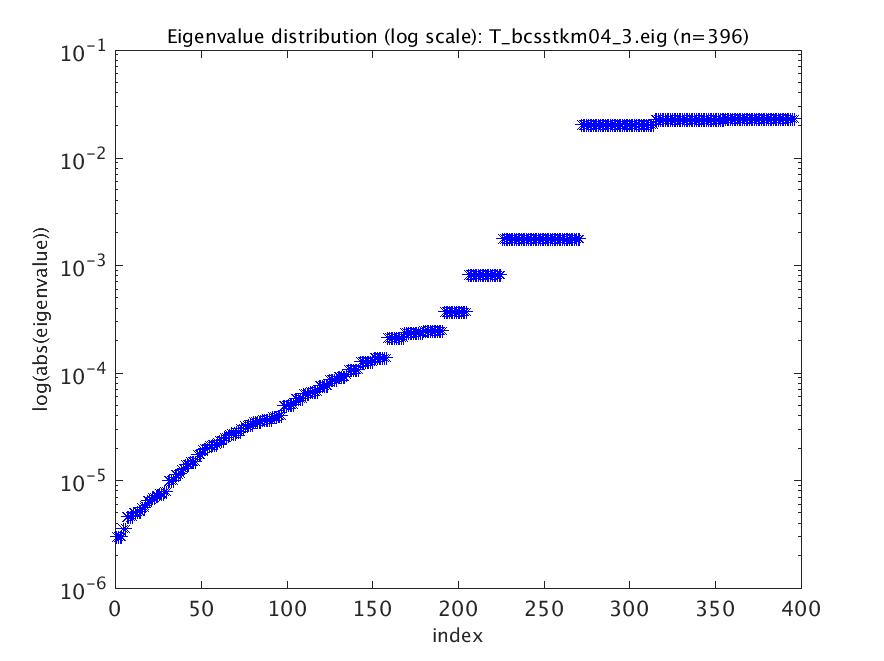 Eigenvalue distribution (log scale): T_bcsstkm04_3.eig (n=396)
log(abs(eigenvalue))
10^-1
10^-2
10^-3
10^-4
10^-5
10^-6
0 50 100 150 200 250 300 350 400
index